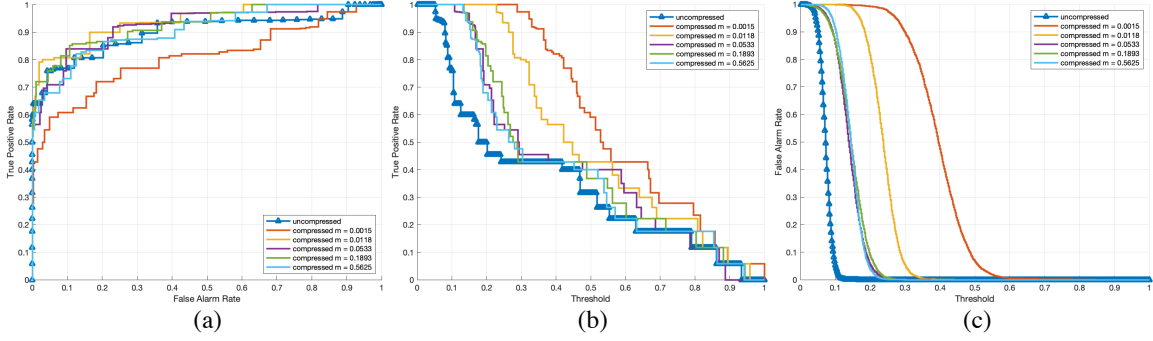 1
0.9
0.8
0.7
0.6
0.5
0.4
0.3
0.2
0.1
0
True Positive Rate
0 0.1 0.2 0.3 0.4 0.5 0.6 0.7 0.8 0.9 1
False Alarm Rate
uncompressed
compressed m = 0.0015
compressed m = 0.0118
compressed m = 0.0533
compressed m = 0.1893
compressed m = 0.5625
(a)
1
0.9
0.8
0.7
0.6
0.5
0.4
0.3
0.2
0.1
0
True Positive Rate
0 0.1 0.2 0.3 0.4 0.5 0.6 0.7 0.8 0.9 1
Threshold
uncompressed
compressed m = 0.0015
compressed m = 0.0118
compressed m = 0.0533
compressed m = 0.1893
compressed m = 0.5625
(b)
1
0.9
0.8
0.7
0.6
0.5
0.4
0.3
0.2
0.1
0
False Alarm Rate
0 0.1 0.2 0.3 0.4 0.5 0.6 0.7 0.8 0.9 1
Threshold
uncompressed
compressed m = 0.0015
compressed m = 0.0118
compressed m = 0.0533
compressed m = 0.1893
compressed m = 0.5625
(c)